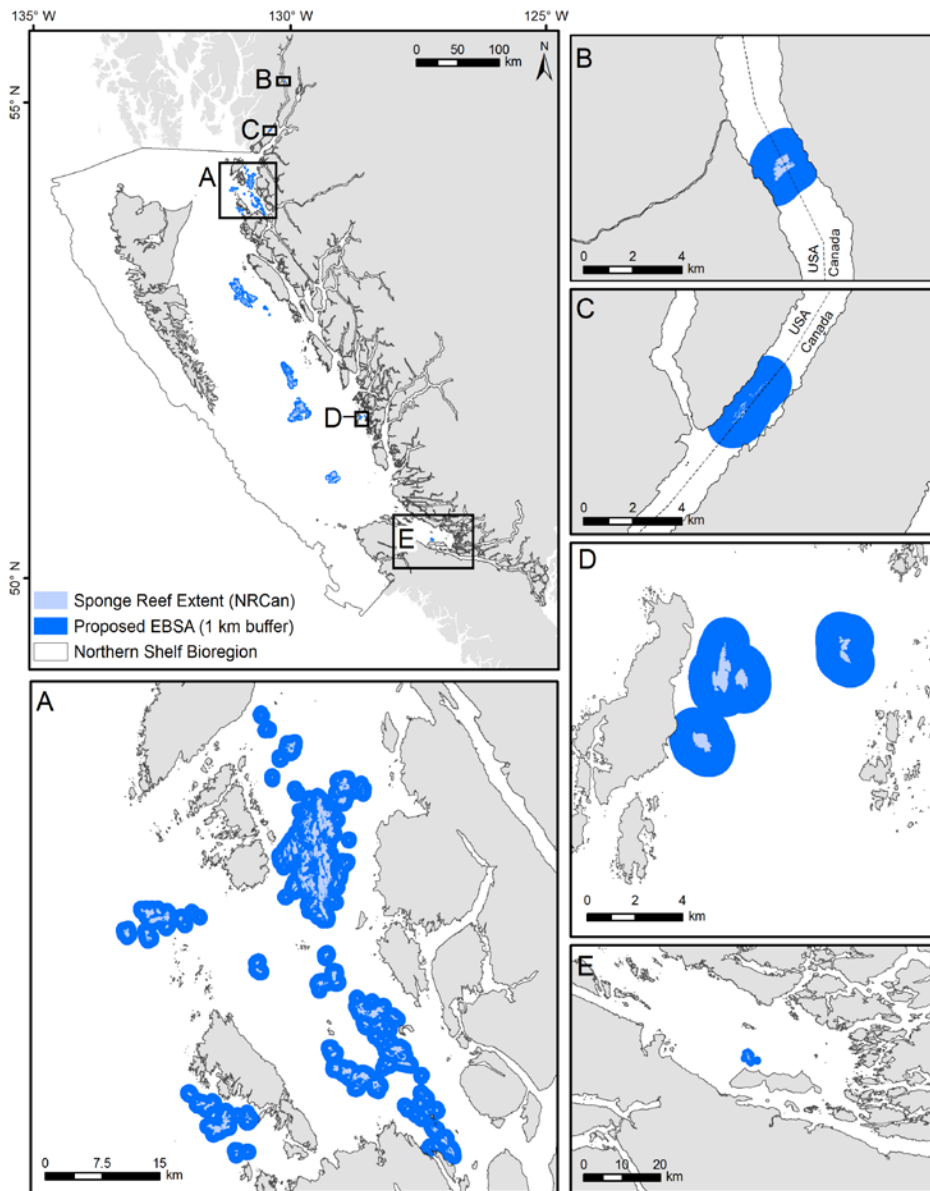 135° W
130° W
125° W
0 50 100
km
N
B
C
55° N
A
D
E
50° N
Sponge Reef Extent (NRCan)
Proposed EBSA (1 km buffer)
Northern Shelf Bioregion
B
USA
Canada
0 2 4
km
C
USA
Canada
0 2 4
km
A
0 7.5 15
km
D
0 2 4
km
E
0 10 20
km